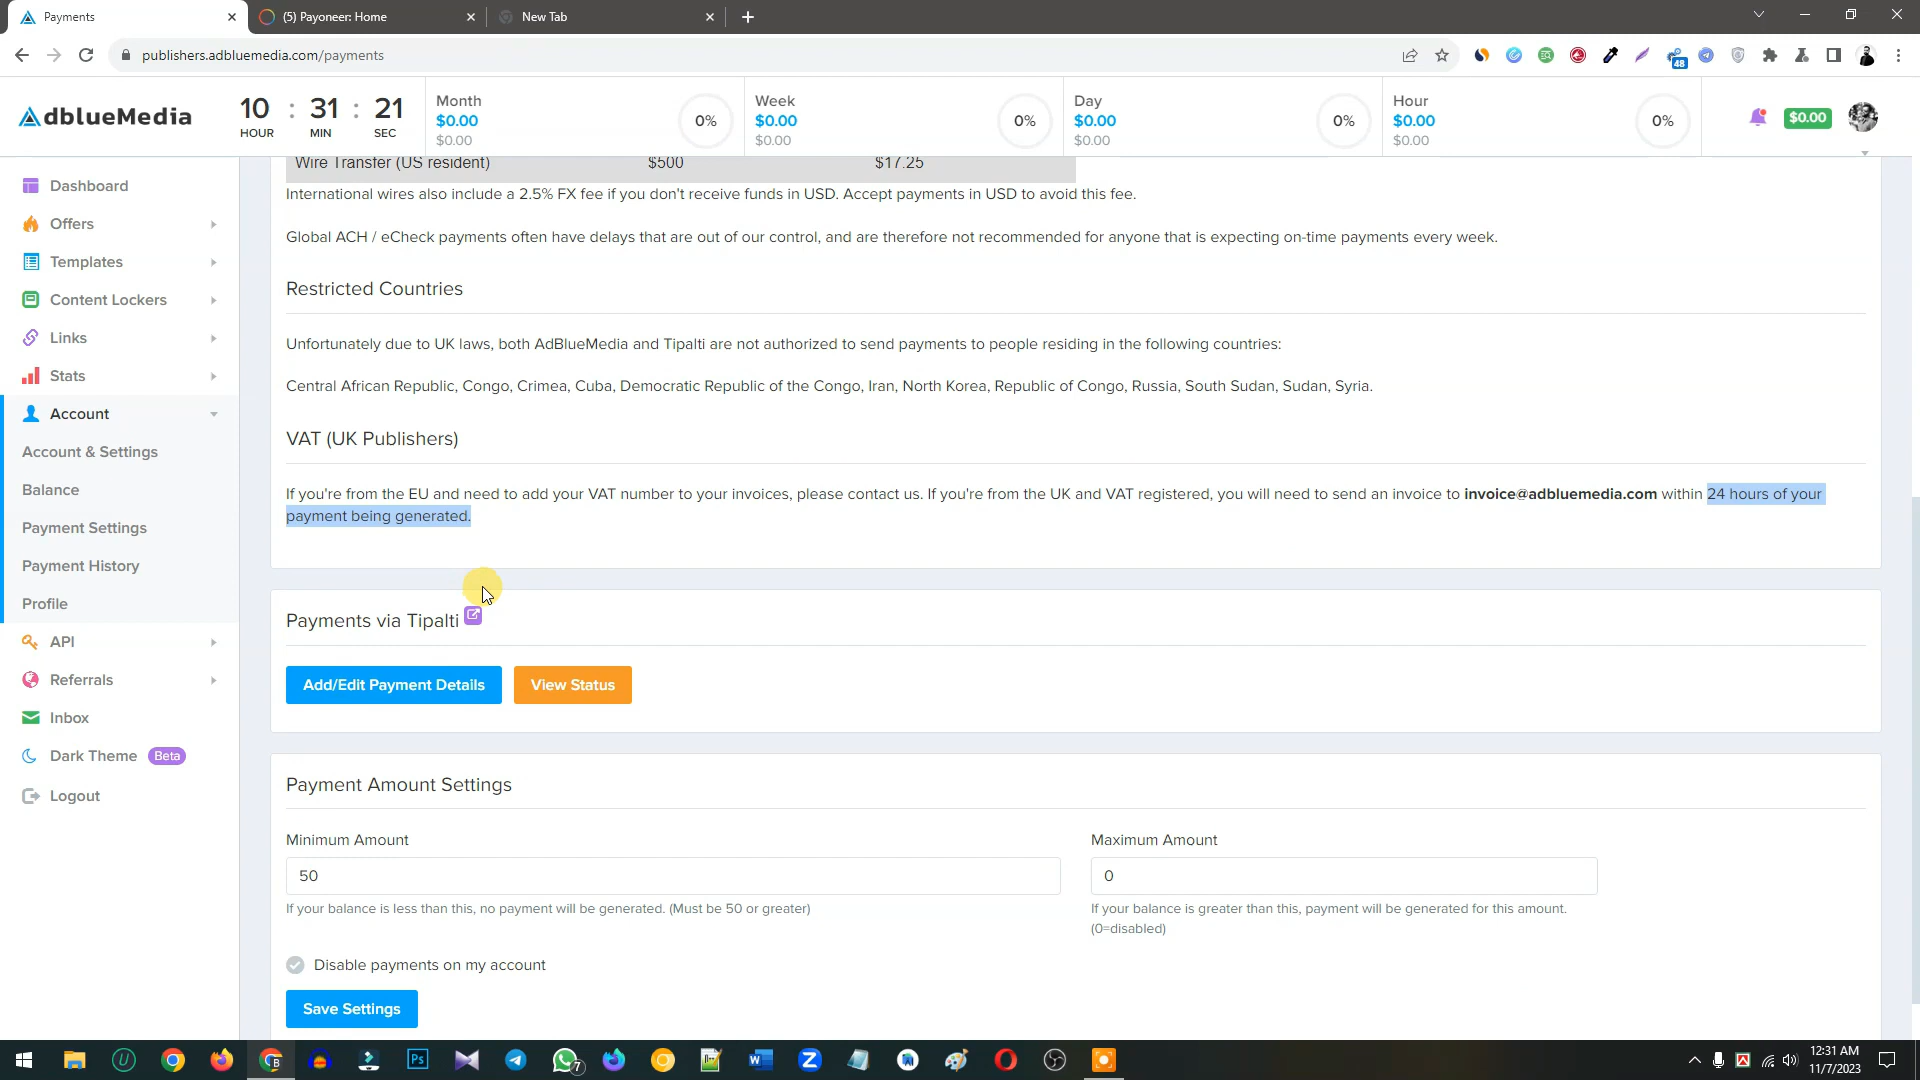 Payments
(5) Payoneer: Home
New Tab
publishers.adbluemedia.com/payments
48
AdblueMedia
10 : 31 : 21
HOUR MIN SEC
Month
$0.00
$0.00
0%
Week
$0.00
$0.00
0%
Day
$0.00
$0.00
0%
Hour
$0.00
$0.00
0%
$0.00
Dashboard
Offers
Templates
Content Lockers
Links
Stats
Account
Account & Settings
Balance
Payment Settings
Payment History
Profile
API
Referrals
Inbox
Dark Theme Beta
Logout
Wire Transfer (US resident) $500 $17.25
International wires also include a 2.5% FX fee if you don't receive funds in USD. Accept payments in USD to avoid this fee.
Global ACH / eCheck payments often have delays that are out of our control, and are therefore not recommended for anyone that is expecting on-time payments every week.
Restricted Countries
Unfortunately due to UK laws, both AdBlueMedia and Tipalti are not authorized to send payments to people residing in the following countries:
Central African Republic, Congo, Crimea, Cuba, Democratic Republic of the Congo, Iran, North Korea, Republic of Congo, Russia, South Sudan, Sudan, Syria.
VAT (UK Publishers)
If you're from the EU and need to add your VAT number to your invoices, please contact us. If you're from the UK and VAT registered, you will need to send an invoice to invoice@adbluemedia.com within 24 hours of your
payment being generated.
Payments via Tipalti
Add/Edit Payment Details
View Status
Payment Amount Settings
Minimum Amount
50
If your balance is less than this, no payment will be generated. (Must be 50 or greater)
Maximum Amount
0
If your balance is greater than this, payment will be generated for this amount.
(0=disabled)
Disable payments on my account
Save Settings
7
12:31 AM
11/7/2023